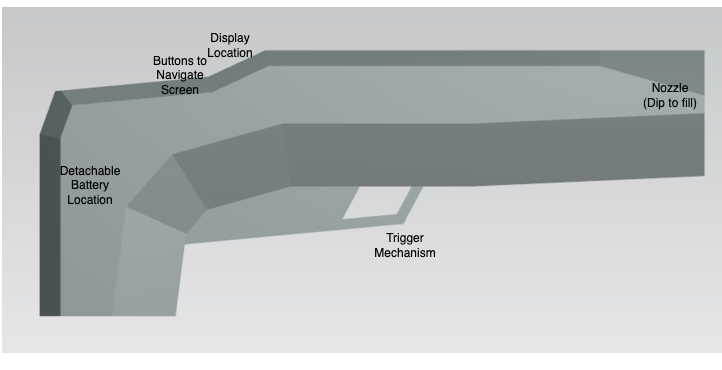 Display
Location
Buttons to
Navigate
Screen
Nozzle
(Dip to fill)
Detachable
Battery
Location
Trigger
Mechanism